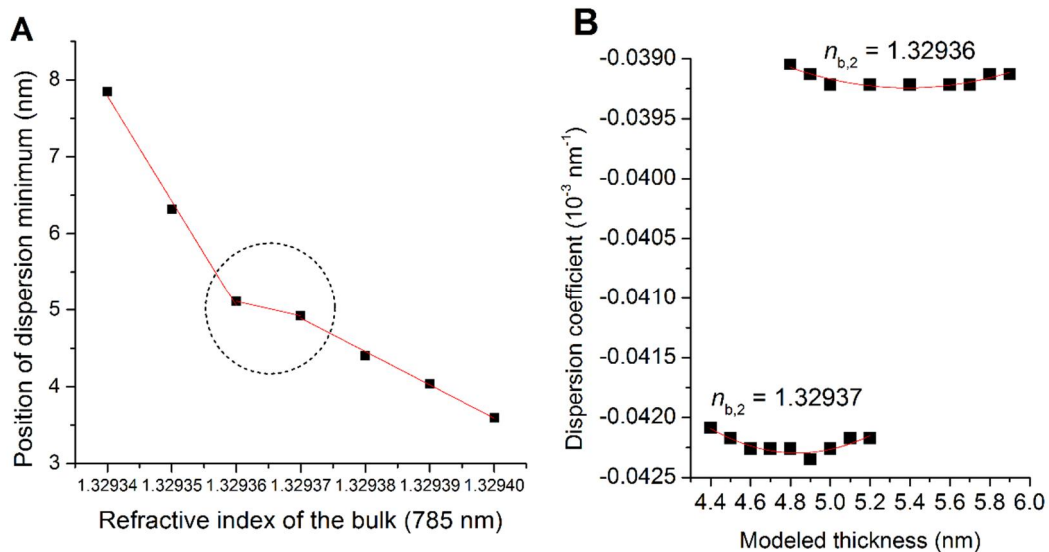 A
Position of dispersion minimum (nm)
8
7
6
5
4
3
1.32934 1.32935 1.32936 1.32937 1.32938 1.32939 1.32940
Refractive index of the bulk (785 nm)
B
Dispersion coefficient (10⁻³ nm⁻¹)
-0.0390
-0.0395
-0.0400
-0.0405
-0.0410
-0.0415
-0.0420
-0.0425
n_b,2 = 1.32936
n_b,2 = 1.32937
4.4 4.6 4.8 5.0 5.2 5.4 5.6 5.8 6.0
Modeled thickness (nm)